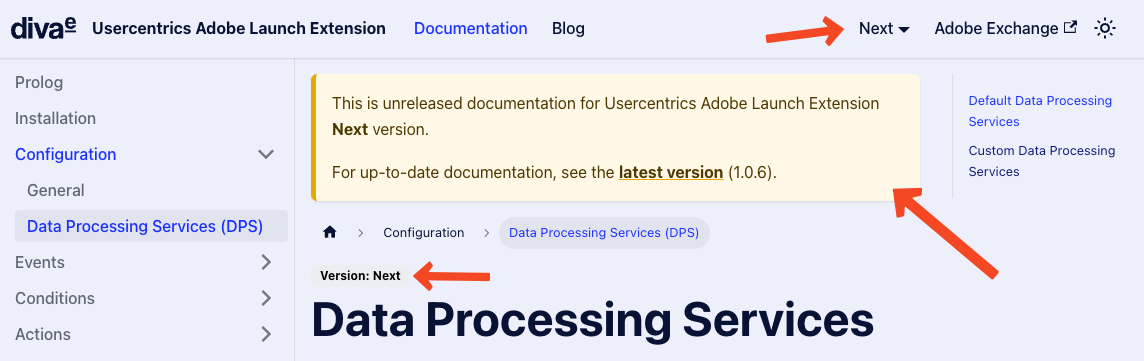 divae
Usercentrics Adobe Launch Extension
Documentation
Blog
Next
Adobe Exchange
Prolog
Installation
Configuration
General
Data Processing Services (DPS)
Events
Conditions
Actions
This is unreleased documentation for Usercentrics Adobe Launch Extension
Next version.
For up-to-date documentation, see the latest version (1.0.6).
Configuration
Data Processing Services (DPS)
Version: Next
Data Processing Services
Default Data Processing
Services
Custom Data Processing
Services